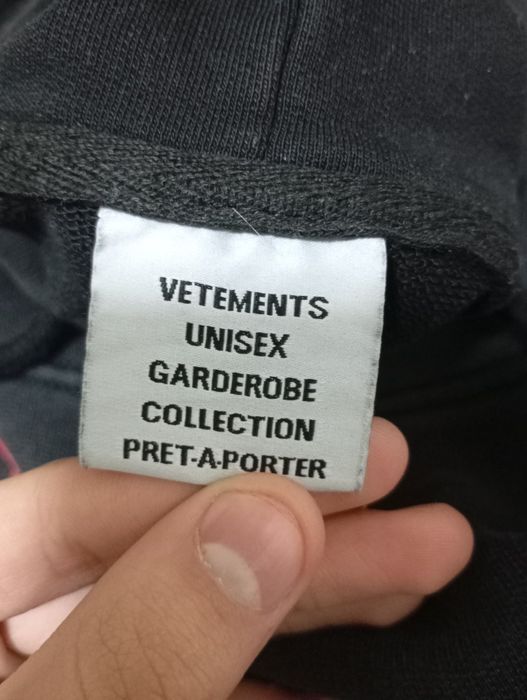 VETEMENTS
UNISEX
GARDEROBE
COLLECTION
PRET-A-PORTER